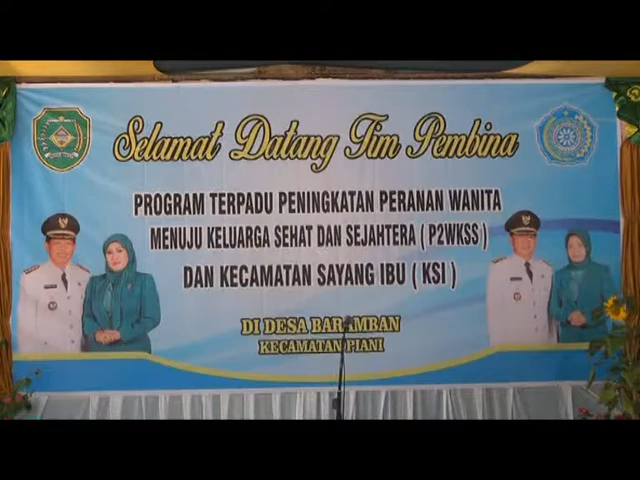 Selamat Datang Tim Pembina
PROGRAM TERPADU PENINGKATAN PERANAN WANITA
MENUJU KELUARGA SEHAT DAN SEJAHTERA ( P2WKSS )
DAN KECAMATAN SAYANG IBU ( KSI )
DI DESA BARAMBAN
KECAMATAN PIANI